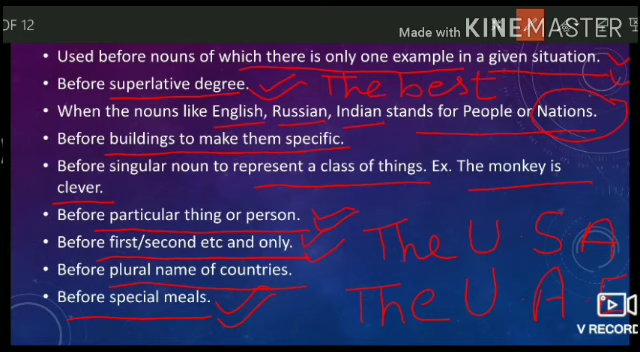 OF 12
Made with KINEMASTER
• Used before nouns of which there is only one example in a given situation.
• Before superlative degree. The best
• When the nouns like English, Russian, Indian stands for People or Nations.
• Before buildings to make them specific.
• Before singular noun to represent a class of things. Ex. The monkey is
clever.
• Before particular thing or person.
• Before first/second etc and only. The U S A
• Before plural name of countries.
• Before special meals. The U A E
V RECORD